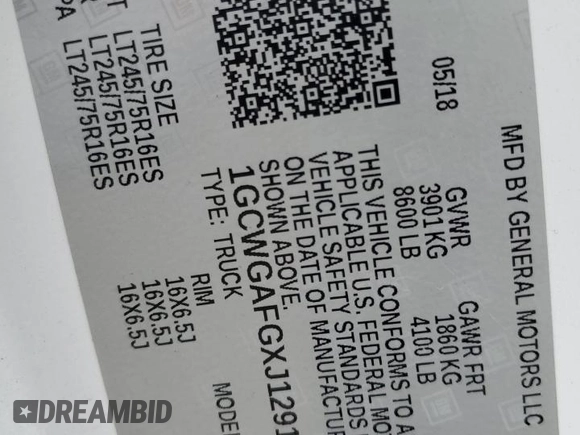 MFD BY GENERAL MOTORS LLC
05/18 GVWR GAWR FRT
3901 KG 1860 KG
8600 LB 4100 LB
THIS VEHICLE CONFORMS TO A
APPLICABLE U.S. FEDERAL MO
VEHICLE SAFETY STANDARDS
ON THE DATE OF MANUFACTUR
SHOWN ABOVE.
1GCWGAFGXJ1291
TYPE: TRUCK MODE
TIRE SIZE RIM
LT245/75R16ES 16X6.5J
LT245/75R16ES 16X6.5J
LT245/75R16ES 16X6.5J
DREAMBID